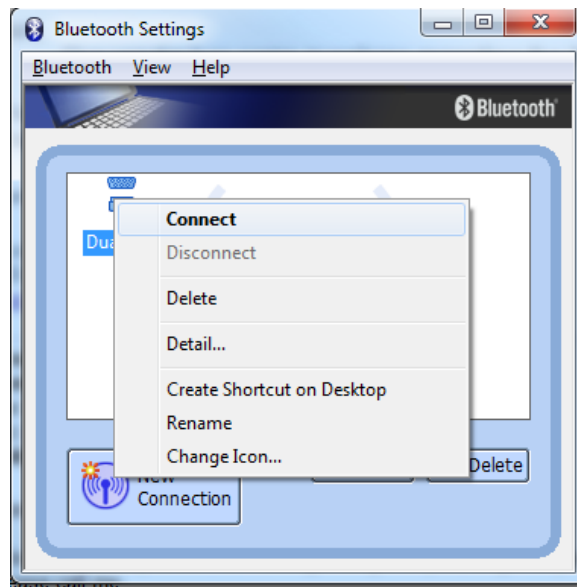 Bluetooth Settings
Bluetooth View Help
Bluetooth
Connect
Disconnect
Delete
Detail...
Create Shortcut on Desktop
Rename
Change Icon...
Delete
New
Connection